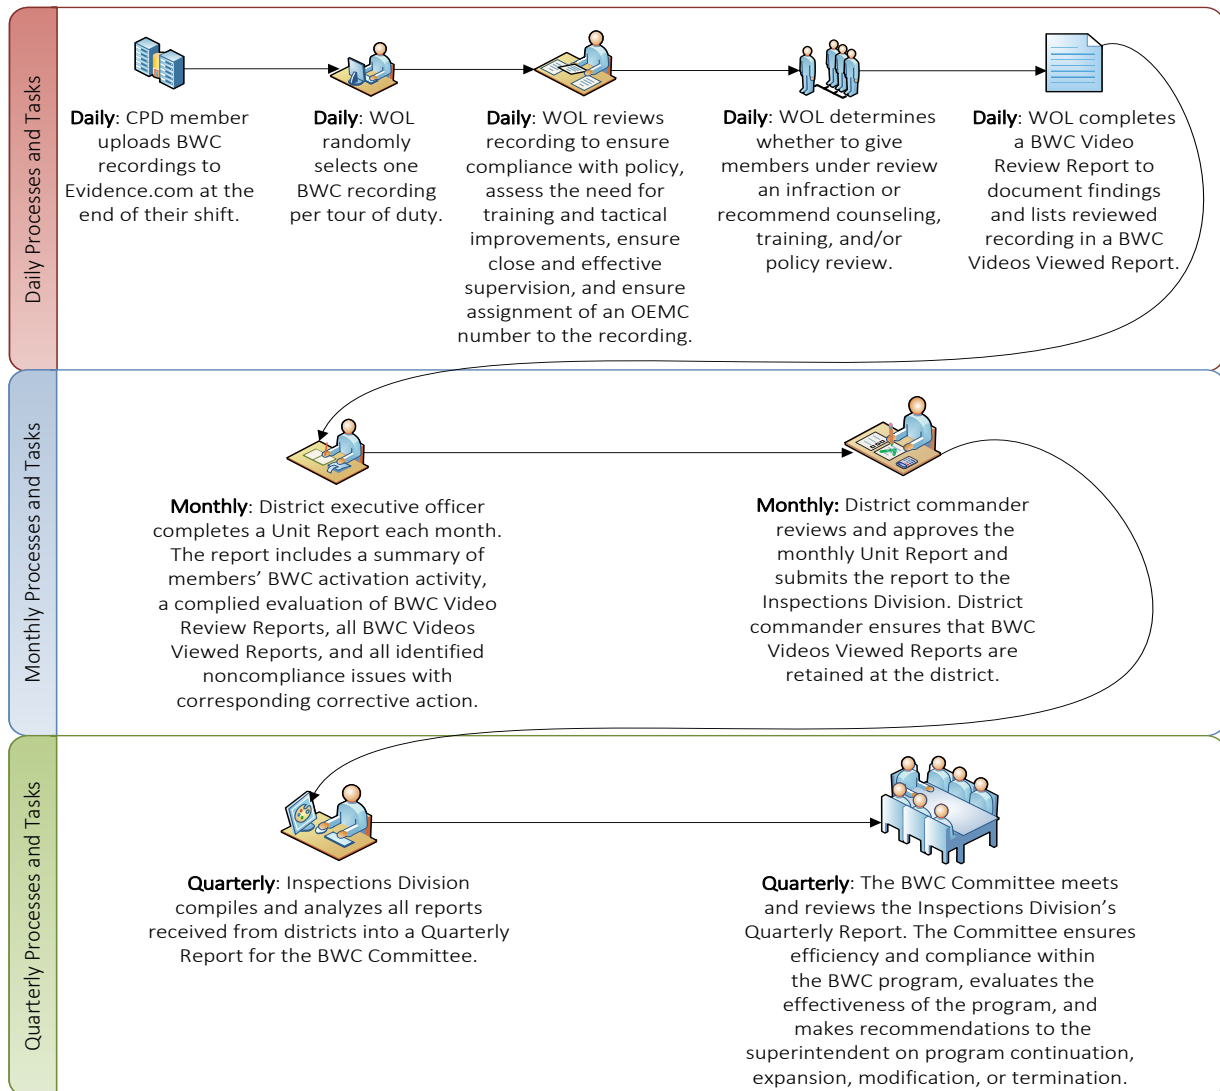 Daily Processes and Tasks
Daily: CPD member
uploads BWC
recordings to
Evidence.com at the
end of their shift.
Daily: WOL
randomly
selects one
BWC recording
per tour of duty.
Daily: WOL reviews
recording to ensure
compliance with policy,
assess the need for
training and tactical
improvements, ensure
close and effective
supervision, and ensure
assignment of an OEMC
number to the recording.
Daily: WOL determines
whether to give
members under review
an infraction or
recommend counseling,
training, and/or
policy review.
Daily: WOL completes
a BWC Video
Review Report to
document findings
and lists reviewed
recording in a BWC
Videos Viewed Report.
Monthly Processes and Tasks
Monthly: District executive officer
completes a Unit Report each month.
The report includes a summary of
members’ BWC activation activity,
a complied evaluation of BWC Video
Review Reports, all BWC Videos
Viewed Reports, and all identified
noncompliance issues with
corresponding corrective action.
Monthly: District commander
reviews and approves the
monthly Unit Report and
submits the report to the
Inspections Division. District
commander ensures that BWC
Videos Viewed Reports are
retained at the district.
Quarterly Processes and Tasks
Quarterly: Inspections Division
compiles and analyzes all reports
received from districts into a Quarterly
Report for the BWC Committee.
Quarterly: The BWC Committee meets
and reviews the Inspections Division’s
Quarterly Report. The Committee ensures
efficiency and compliance within
the BWC program, evaluates the
effectiveness of the program, and
makes recommendations to the
superintendent on program continuation,
expansion, modification, or termination.